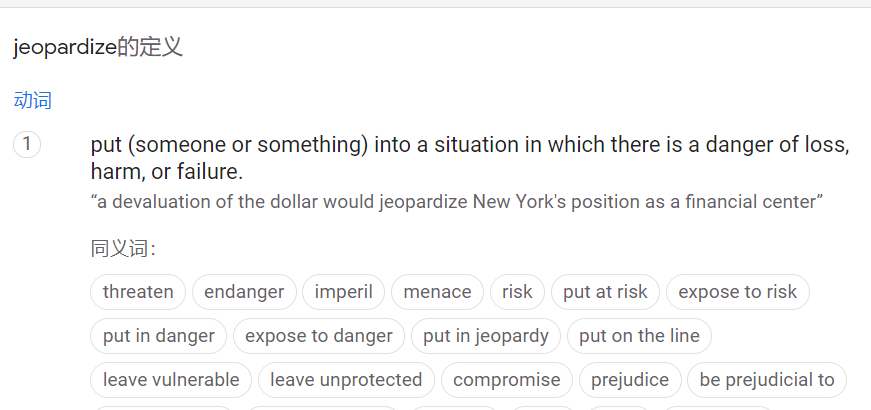 jeopardize的定义
动词
1 put (someone or something) into a situation in which there is a danger of loss,
harm, or failure.
“a devaluation of the dollar would jeopardize New York's position as a financial center”
同义词：
threaten endanger imperil menace risk put at risk expose to risk
put in danger expose to danger put in jeopardy put on the line
leave vulnerable leave unprotected compromise prejudice be prejudicial to